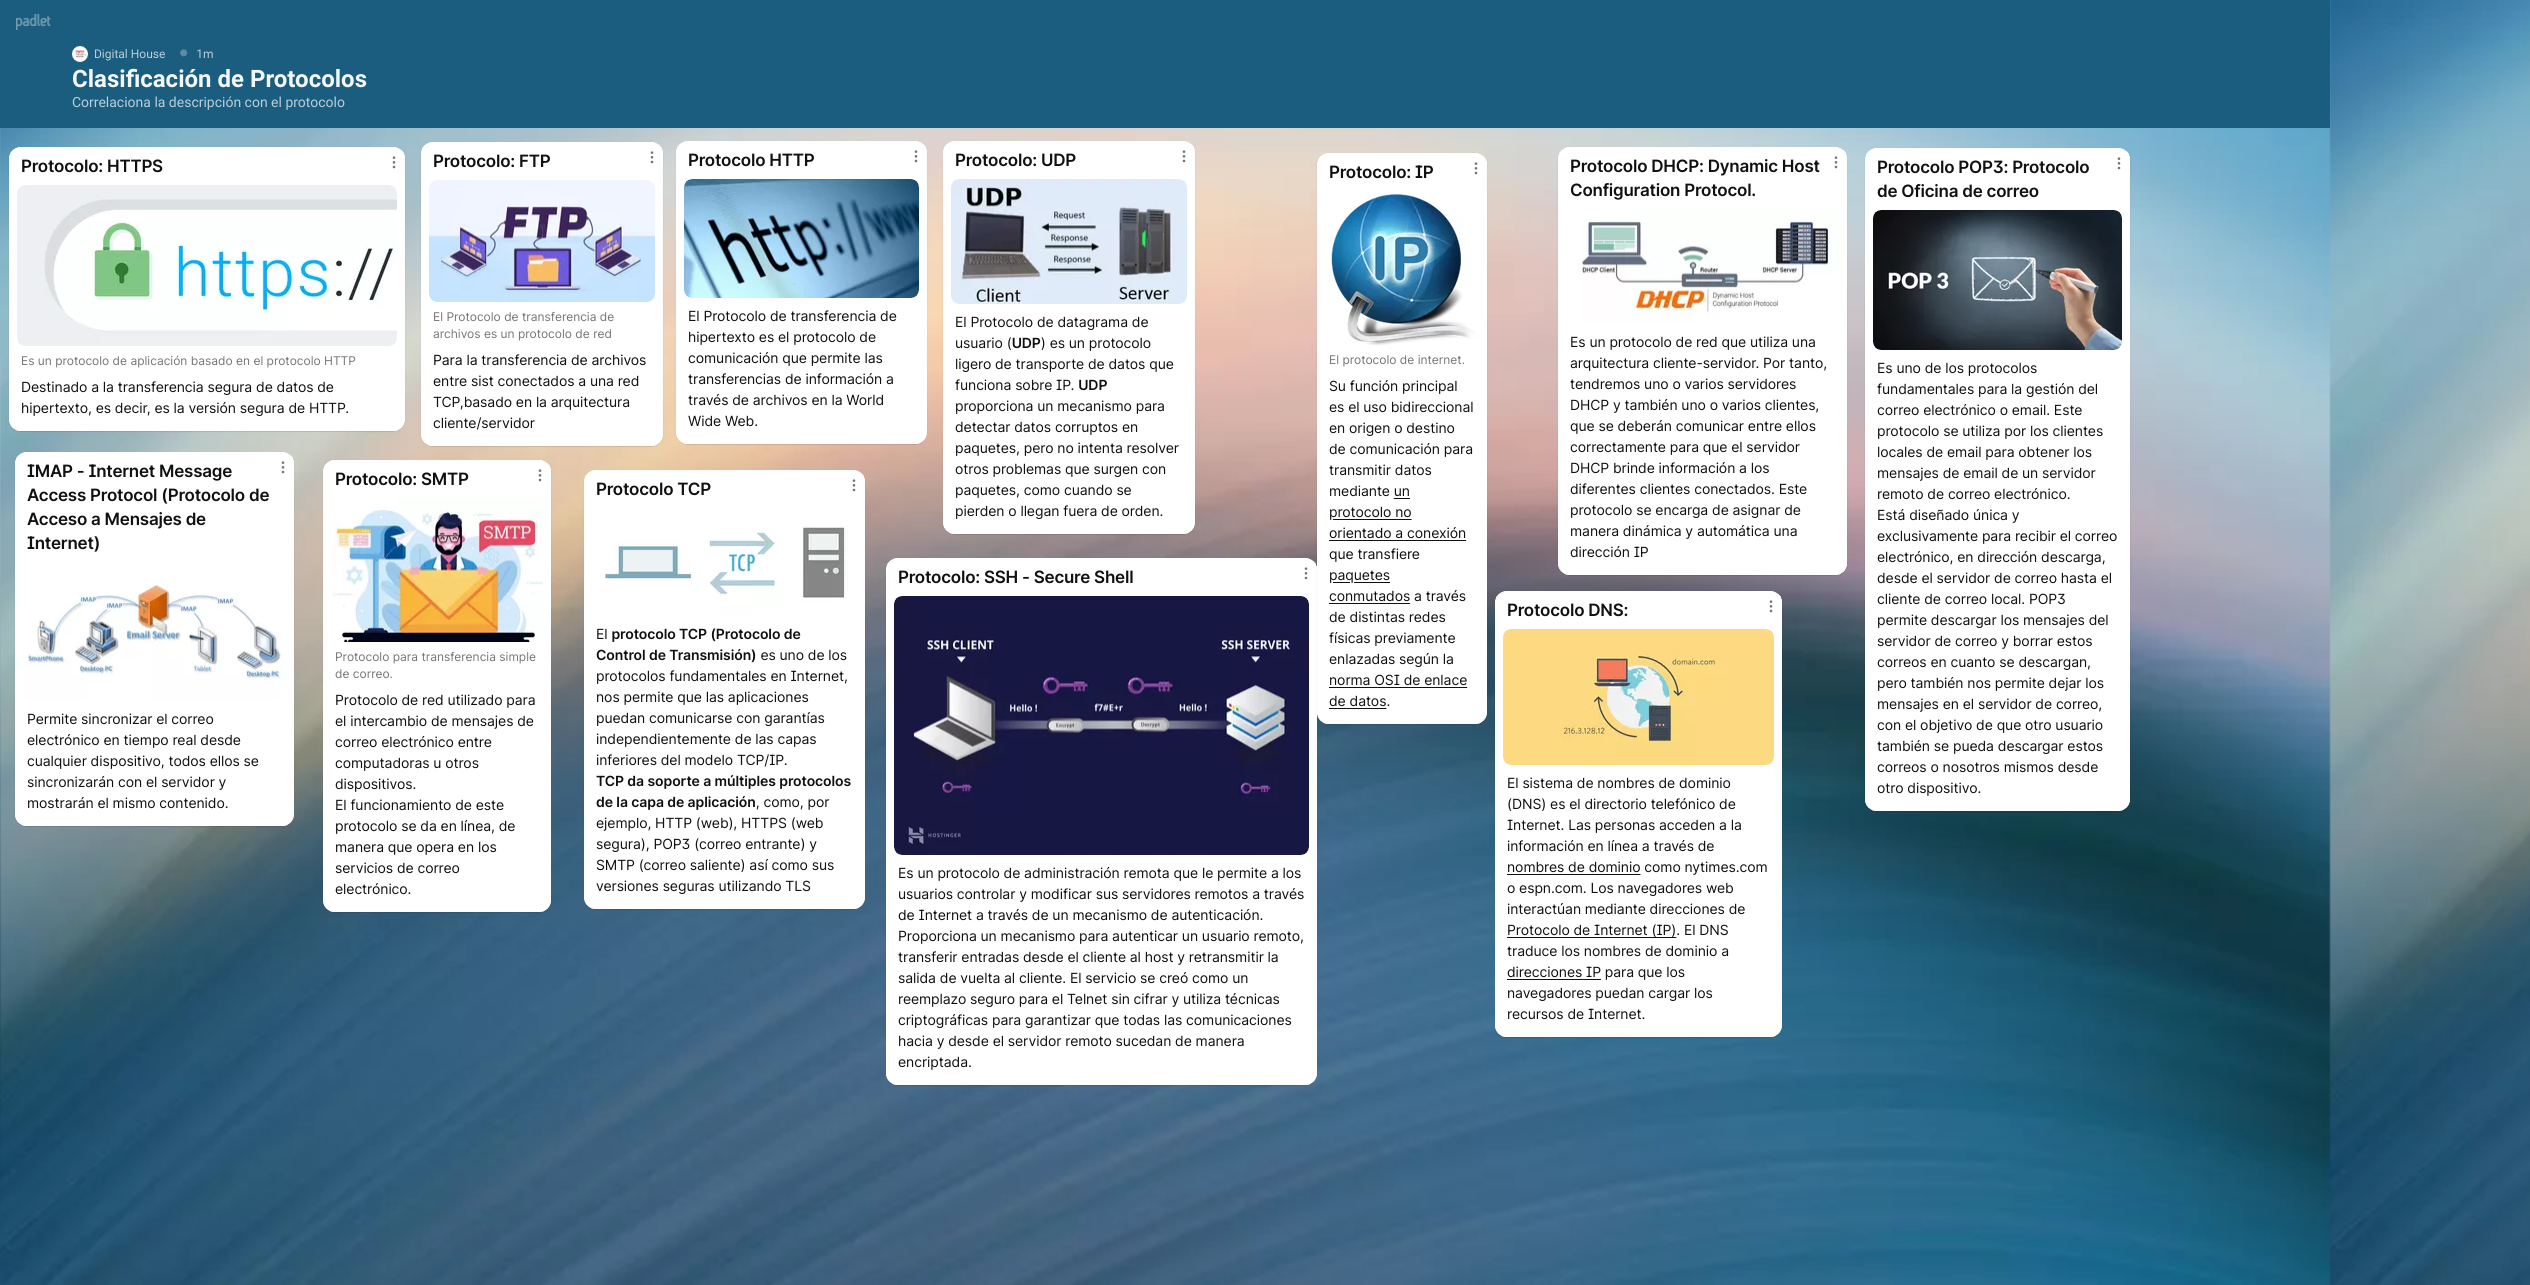 padlet
Digital House 1m
Clasificación de Protocolos
Correlaciona la descripción con el protocolo
Protocolo: HTTPS
https://
Es un protocolo de aplicación basado en el protocolo HTTP
Destinado a la transferencia segura de datos de
hipertexto, es decir, es la versión segura de HTTP.
Protocolo: FTP
FTP
El Protocolo de transferencia de
archivos es un protocolo de red
Para la transferencia de archivos
entre sist conectados a una red
TCP,basado en la arquitectura
cliente/servidor
Protocolo HTTP
http://www
El Protocolo de transferencia de
hipertexto es el protocolo de
comunicación que permite las
transferencias de información a
través de archivos en la World
Wide Web.
Protocolo: UDP
UDP
Request
Response
Response
Client
Server
El Protocolo de datagrama de
usuario (UDP) es un protocolo
ligero de transporte de datos que
funciona sobre IP. UDP
proporciona un mecanismo para
detectar datos corruptos en
paquetes, pero no intenta resolver
otros problemas que surgen con
paquetes, como cuando se
pierden o llegan fuera de orden.
Protocolo: IP
IP
El protocolo de internet.
Su función principal
es el uso bidireccional
en origen o destino
de comunicación para
transmitir datos
mediante un
protocolo no
orientado a conexión
que transfiere
paquetes
conmutados a través
de distintas redes
físicas previamente
enlazadas según la
norma OSI de enlace
de datos.
Protocolo DHCP: Dynamic Host
Configuration Protocol.
DHCP Client
Router
DHCP Server
DHCP
Dynamic Host
Configuration Protocol
Es un protocolo de red que utiliza una
arquitectura cliente-servidor. Por tanto,
tendremos uno o varios servidores
DHCP y también uno o varios clientes,
que se deberán comunicar entre ellos
correctamente para que el servidor
DHCP brinde información a los
diferentes clientes conectados. Este
protocolo se encarga de asignar de
manera dinámica y automática una
dirección IP
Protocolo POP3: Protocolo
de Oficina de correo
POP 3
Es uno de los protocolos
fundamentales para la gestión del
correo electrónico o email. Este
protocolo se utiliza por los clientes
locales de email para obtener los
mensajes de email de un servidor
remoto de correo electrónico.
Está diseñado única y
exclusivamente para recibir el correo
electrónico, en dirección descarga,
desde el servidor de correo hasta el
cliente de correo local. POP3
permite descargar los mensajes del
servidor de correo y borrar estos
correos en cuanto se descargan,
pero también nos permite dejar los
mensajes en el servidor de correo,
con el objetivo de que otro usuario
también se pueda descargar estos
correos o nosotros mismos desde
otro dispositivo.
IMAP - Internet Message
Access Protocol (Protocolo de
Acceso a Mensajes de
Internet)
IMAP
IMAP
IMAP
IMAP
Email Server
SmartPhone
Desktop PC
Tablet
Desktop PC
Permite sincronizar el correo
electrónico en tiempo real desde
cualquier dispositivo, todos ellos se
sincronizarán con el servidor y
mostrarán el mismo contenido.
Protocolo: SMTP
SMTP
Protocolo para transferencia simple
de correo.
Protocolo de red utilizado para
el intercambio de mensajes de
correo electrónico entre
computadoras u otros
dispositivos.
El funcionamiento de este
protocolo se da en línea, de
manera que opera en los
servicios de correo
electrónico.
Protocolo TCP
TCP
El protocolo TCP (Protocolo de
Control de Transmisión) es uno de los
protocolos fundamentales en Internet,
nos permite que las aplicaciones
puedan comunicarse con garantías
independientemente de las capas
inferiores del modelo TCP/IP.
TCP da soporte a múltiples protocolos
de la capa de aplicación, como, por
ejemplo, HTTP (web), HTTPS (web
segura), POP3 (correo entrante) y
SMTP (correo saliente) así como sus
versiones seguras utilizando TLS
Protocolo: SSH - Secure Shell
SSH CLIENT
SSH SERVER
Hello !
f7#E+r
Hello !
Encrypt
Decrypt
HOSTINGER
Es un protocolo de administración remota que le permite a los
usuarios controlar y modificar sus servidores remotos a través
de Internet a través de un mecanismo de autenticación.
Proporciona un mecanismo para autenticar un usuario remoto,
transferir entradas desde el cliente al host y retransmitir la
salida de vuelta al cliente. El servicio se creó como un
reemplazo seguro para el Telnet sin cifrar y utiliza técnicas
criptográficas para garantizar que todas las comunicaciones
hacia y desde el servidor remoto sucedan de manera
encriptada.
Protocolo DNS:
domain.com
216.3.128.12
El sistema de nombres de dominio
(DNS) es el directorio telefónico de
Internet. Las personas acceden a la
información en línea a través de
nombres de dominio como nytimes.com
o espn.com. Los navegadores web
interactúan mediante direcciones de
Protocolo de Internet (IP). El DNS
traduce los nombres de dominio a
direcciones IP para que los
navegadores puedan cargar los
recursos de Internet.